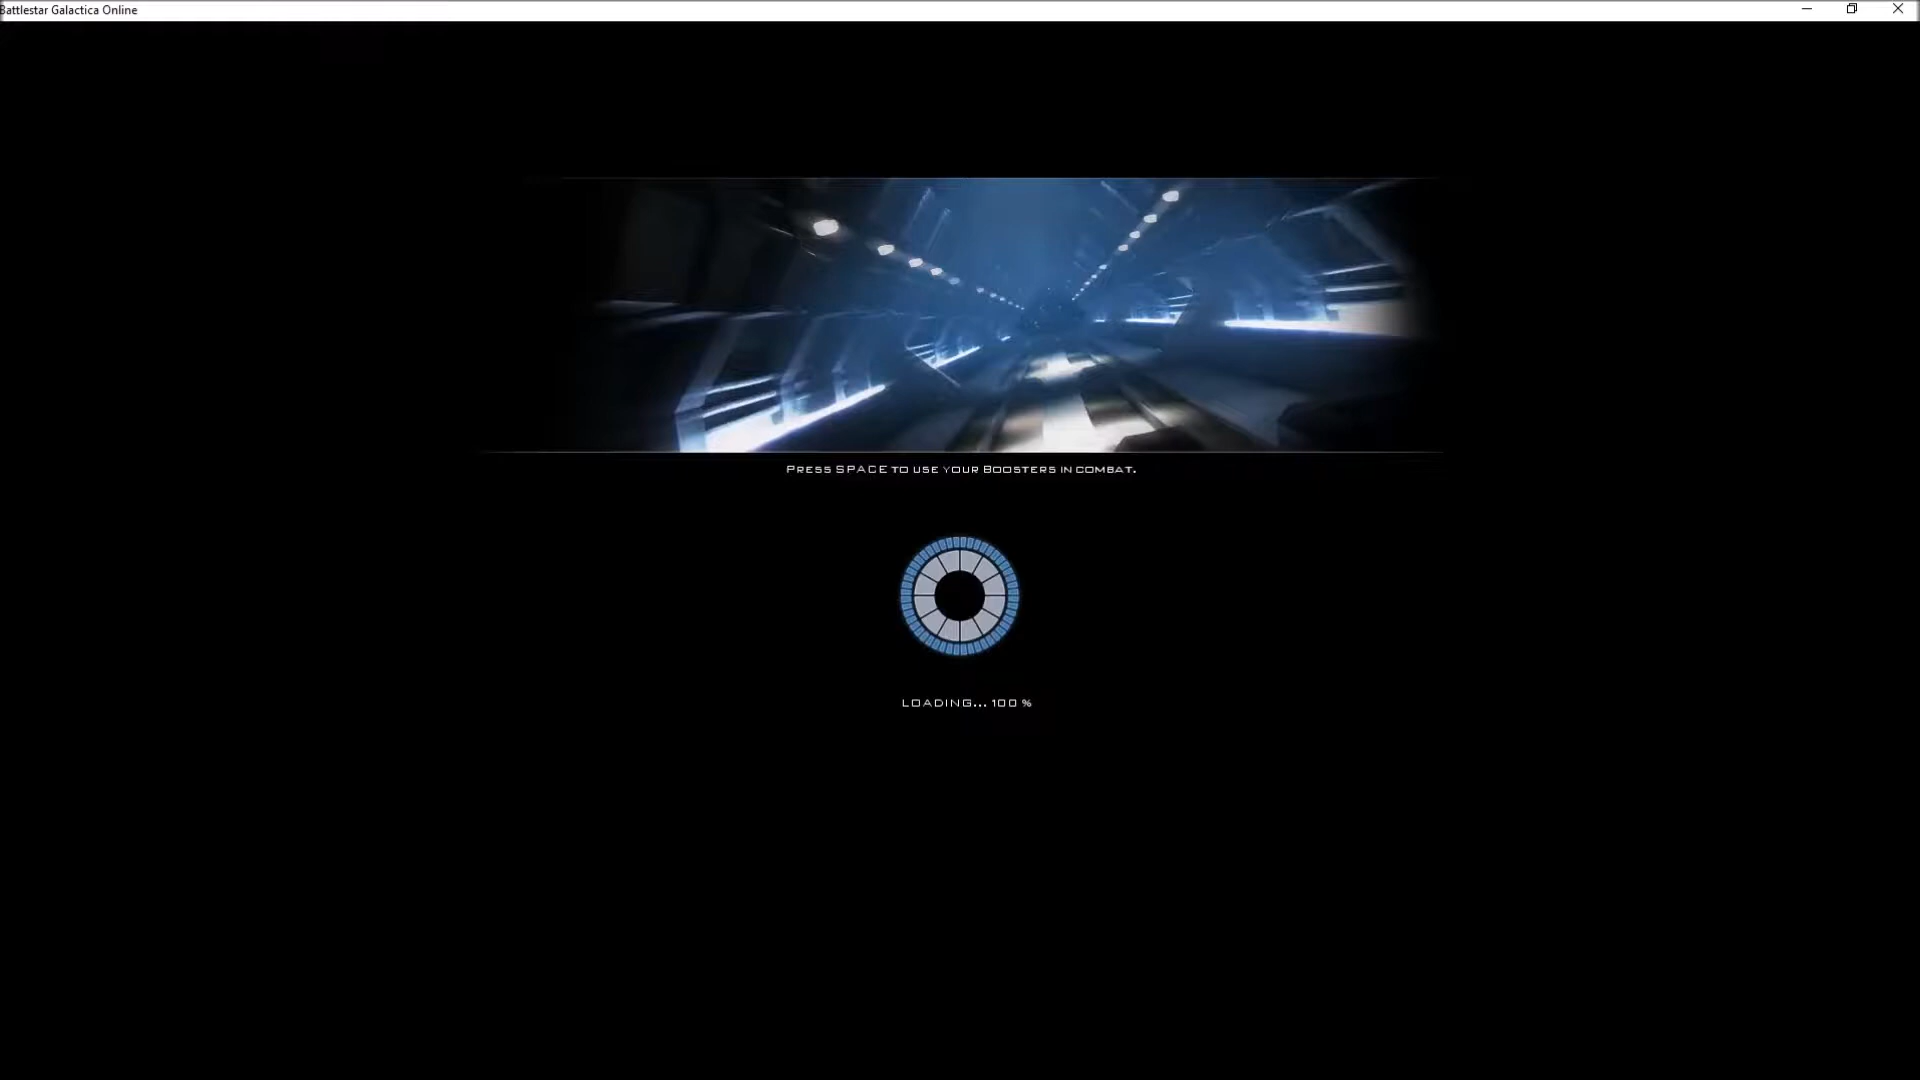 Battlestar Galactica Online
PRESS SPACE TO USE YOUR BOOSTERS IN COMBAT.
LOADING... 100 %